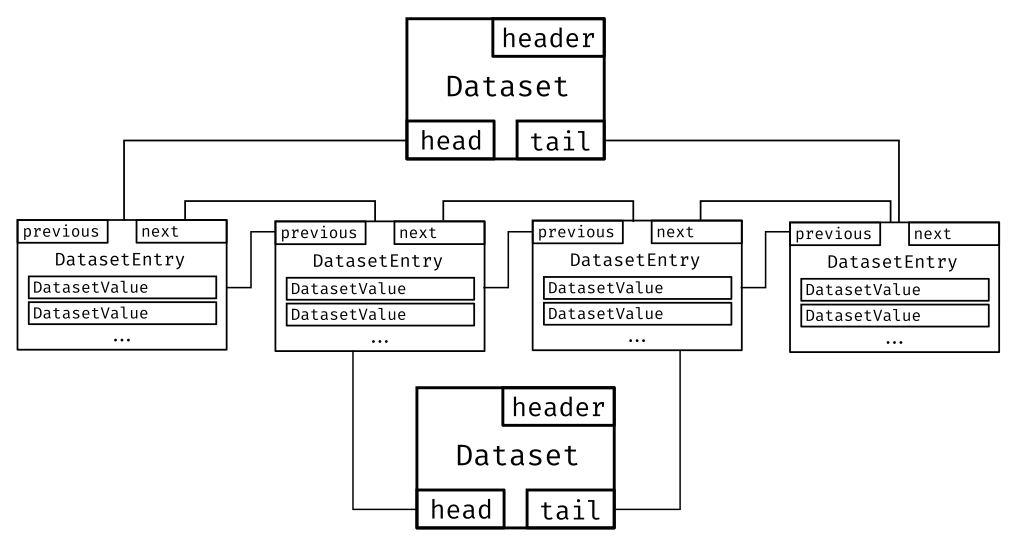 header
Dataset
head
tail
previous
next
DatasetEntry
DatasetValue
DatasetValue
...
previous
next
DatasetEntry
DatasetValue
DatasetValue
...
previous
next
DatasetEntry
DatasetValue
DatasetValue
...
previous
next
DatasetEntry
DatasetValue
DatasetValue
...
header
Dataset
head
tail